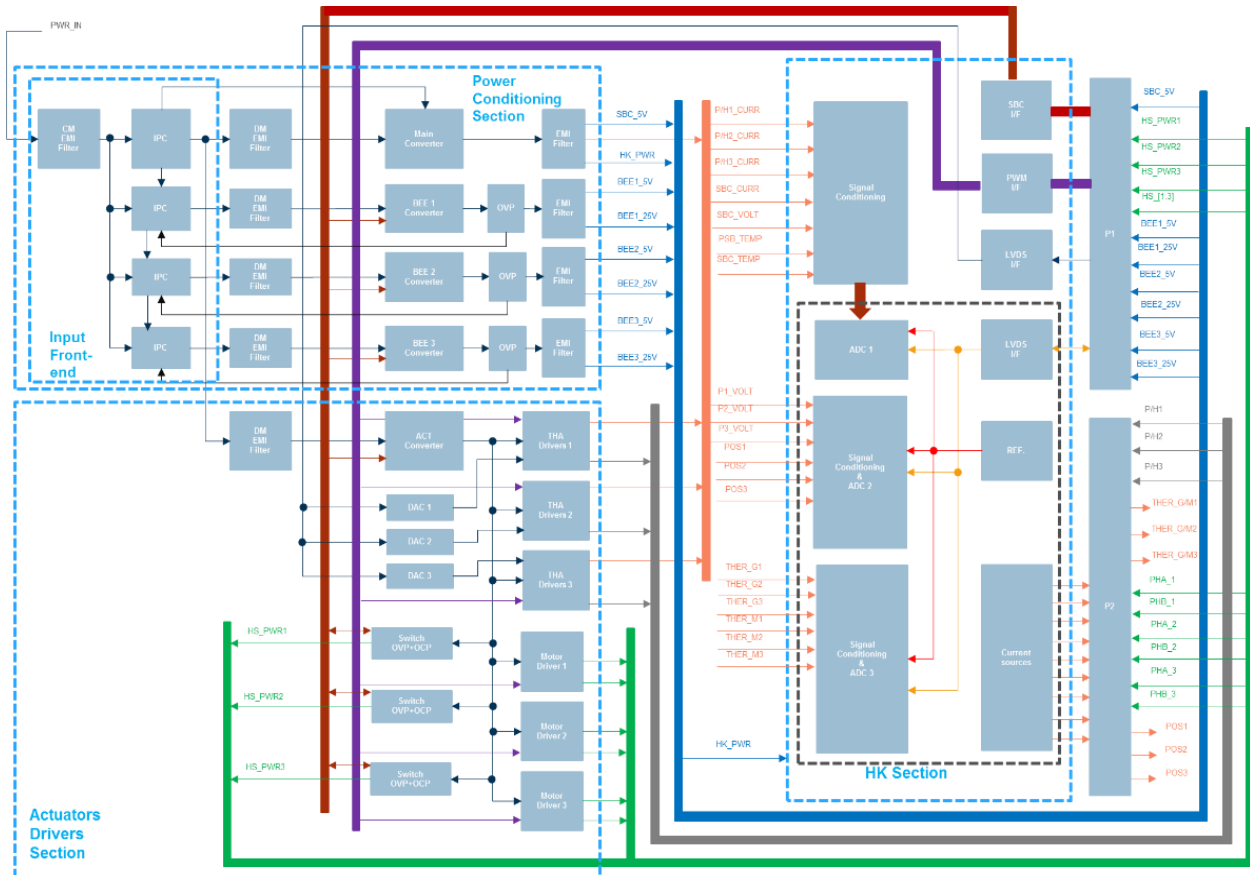 PWR_IN
Power
Conditioning
Section
CM
EMI
Filter
IPC
DM
EMI
Filter
Main
Converter
EMI
Filter
SBC_5V
HK_PWR
IPC
DM
EMI
Filter
BEE 1
Converter
OVP
EMI
Filter
BEE1_5V
BEE1_25V
IPC
DM
EMI
Filter
BEE 2
Converter
OVP
EMI
Filter
BEE2_5V
BEE2_25V
IPC
DM
EMI
Filter
BEE 3
Converter
OVP
EMI
Filter
BEE3_5V
BEE3_25V
Input
Front-
end
DM
EMI
Filter
ACT
Converter
THA
Drivers 1
DAC 1
DAC 2
DAC 3
THA
Drivers 2
THA
Drivers 3
HS_PWR1
Switch
OVP+OCP
Motor
Driver 1
HS_PWR2
Switch
OVP+OCP
Motor
Driver 2
HS_PWR3
Switch
OVP+OCP
Motor
Driver 3
Actuators
Drivers
Section
P/H1_CURR
P/H2_CURR
P/H3_CURR
SBC_CURR
SBC_VOLT
PSB_TEMP
SBC_TEMP
Signal
Conditioning
SBC
I/F
PWM
I/F
LVDS
I/F
ADC 1
LVDS
I/F
P1_VOLT
P2_VOLT
P3_VOLT
POS1
POS2
POS3
Signal
Conditioning
&
ADC 2
REF.
THER_G1
THER_G2
THER_G3
THER_M1
THER_M2
THER_M3
Signal
Conditioning
&
ADC 3
Current
sources
HK_PWR
HK Section
P1
SBC_5V
HS_PWR1
HS_PWR2
HS_PWR3
HS_[1.3]
BEE1_5V
BEE1_25V
BEE2_5V
BEE2_25V
BEE3_5V
BEE3_25V
P2
P/H1
P/H2
P/H3
THER_G/M1
THER_G/M2
THER_G/M3
PHA_1
PHB_1
PHA_2
PHB_2
PHA_3
PHB_3
POS1
POS2
POS3